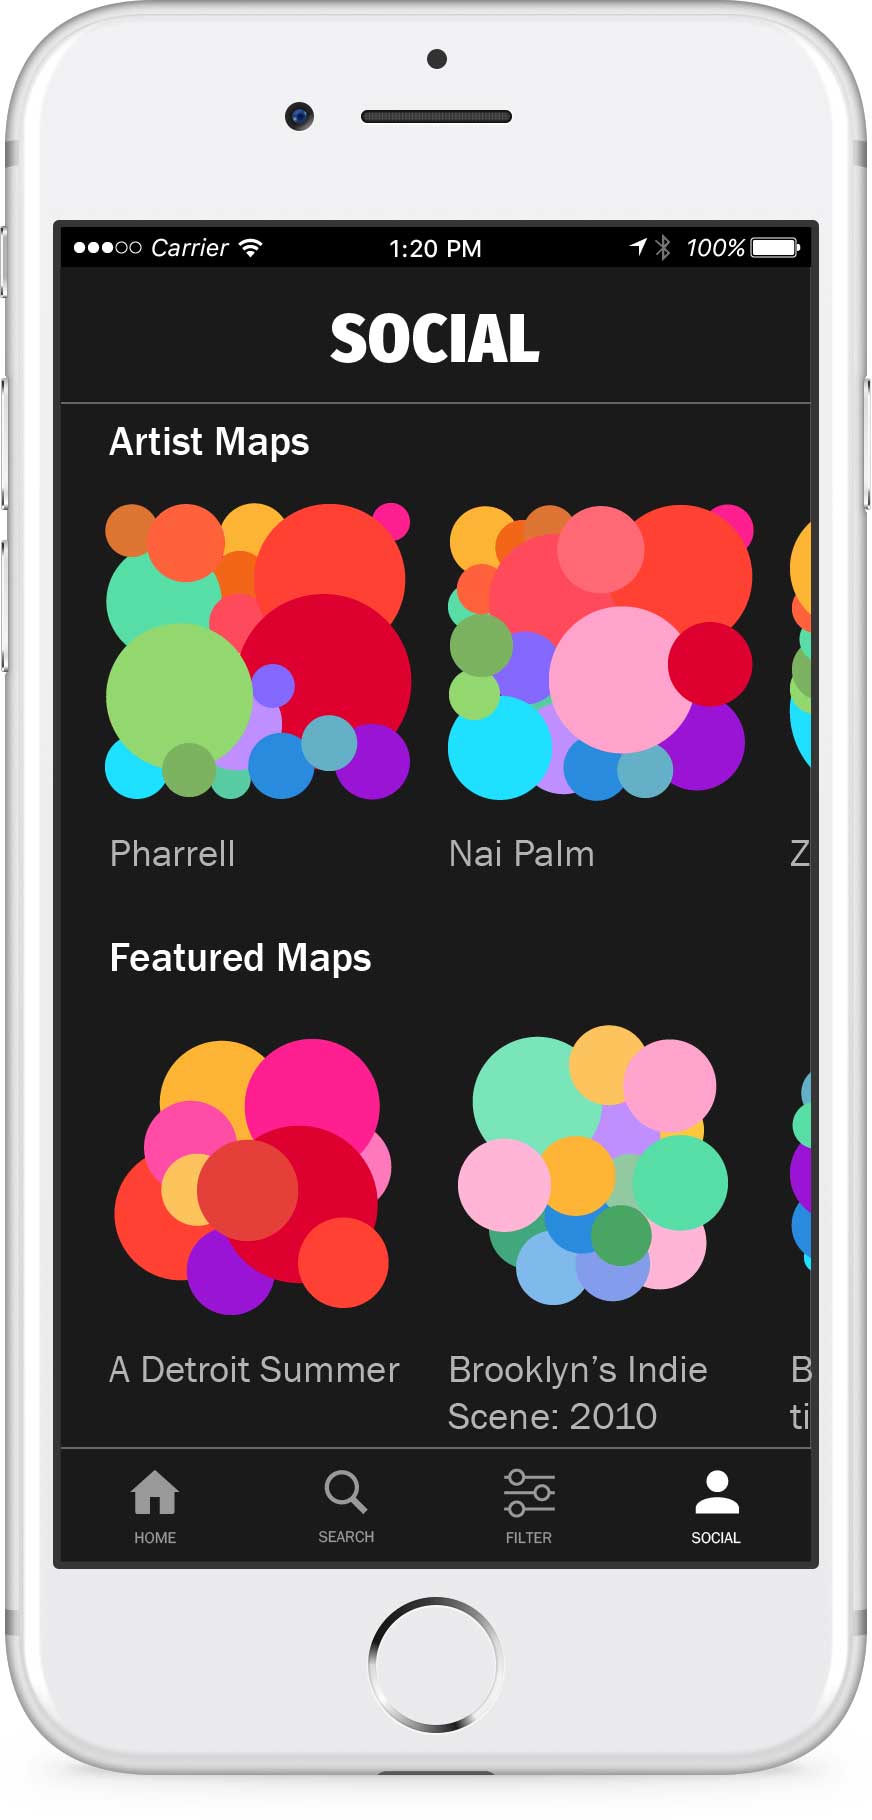 Carrier 1:20 PM 100%
SOCIAL
Artist Maps
Pharrell Nai Palm Z
Featured Maps
A Detroit Summer Brooklyn’s Indie B
Scene: 2010 ti
HOME SEARCH FILTER SOCIAL